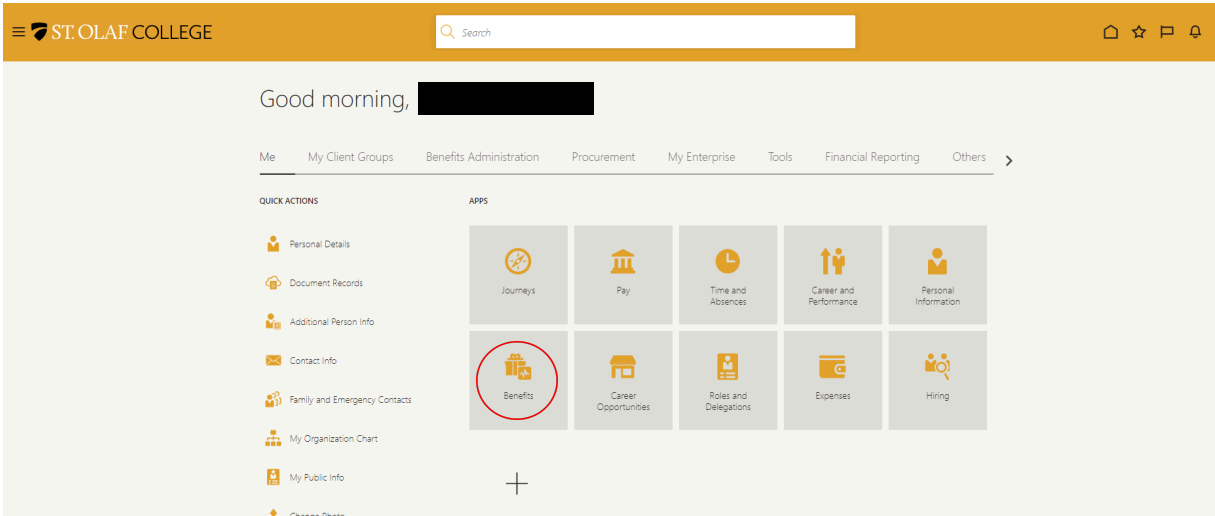 ST. OLAF COLLEGE
Search
Good morning,
Me My Client Groups Benefits Administration Procurement My Enterprise Tools Financial Reporting Others
QUICK ACTIONS
Personal Details
Document Records
Additional Person Info
Contact Info
Family and Emergency Contacts
My Organization Chart
My Public Info
Change Photo
APPS
Journeys
Pay
Time and
Absences
Career and
Performance
Personal
Information
Benefits
Career
Opportunities
Roles and
Delegations
Expenses
Hiring